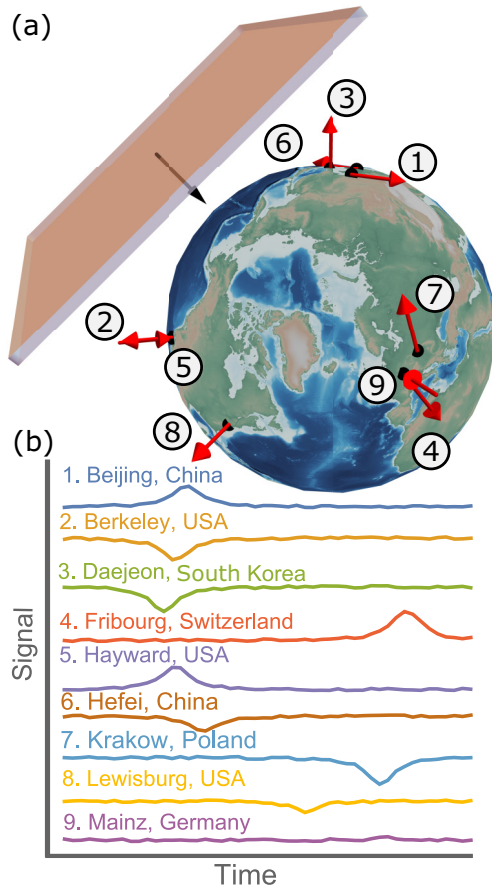 (a)
3
6
1
7
2
5
9
8
4
(b)
1. Beijing, China
2. Berkeley, USA
3. Daejeon, South Korea
4. Fribourg, Switzerland
5. Hayward, USA
6. Hefei, China
7. Krakow, Poland
8. Lewisburg, USA
9. Mainz, Germany
Signal
Time